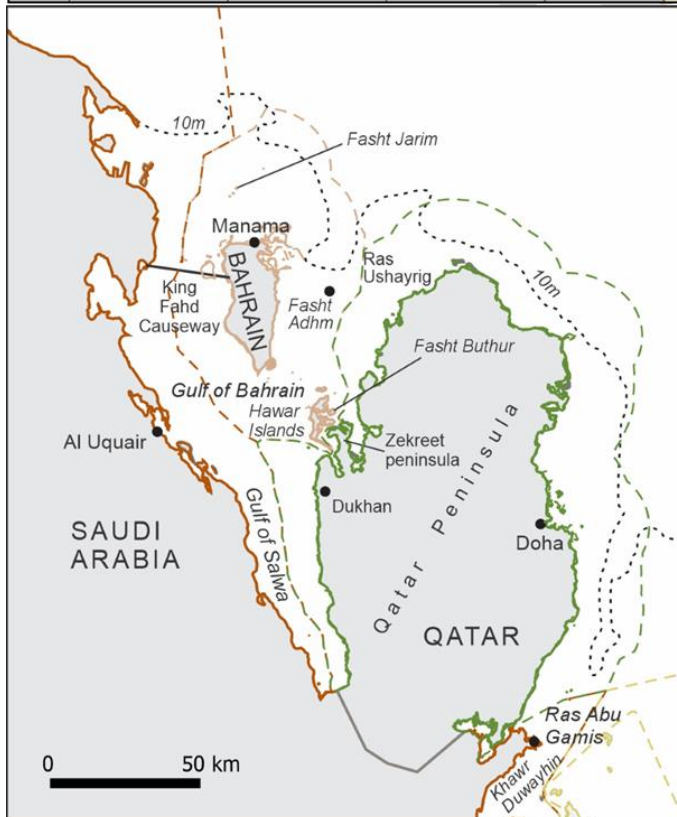 10m
Fasht Jarim
Manama
BAHRAIN
Ras
Ushayrig
10m
King
Fahd
Causeway
Fasht
Adhm
Fasht Buthur
Gulf of Bahrain
Hawar
Islands
Al Uquair
Zekreet
peninsula
Dukhan
Gulf of Salwa
Qatar Peninsula
Doha
SAUDI
ARABIA
QATAR
Ras Abu
Gamis
Khawr
Duwayhin
0 50 km